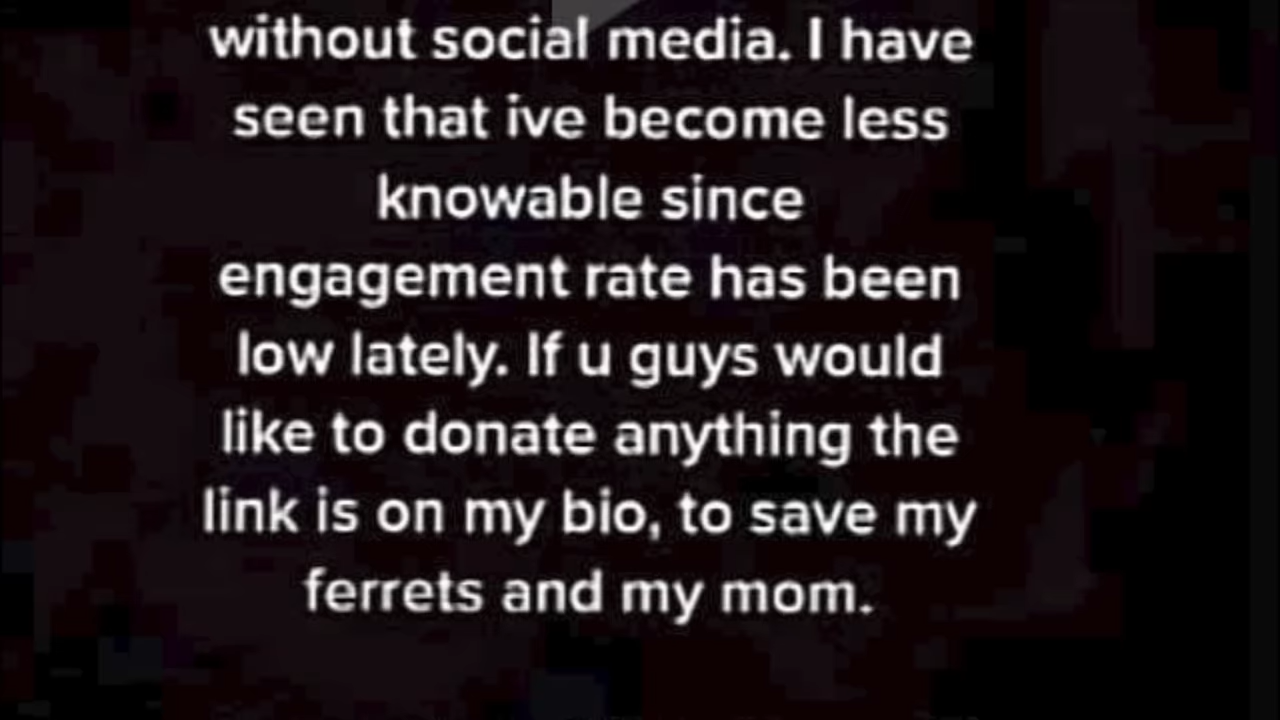 without social media. I have
seen that ive become less
knowable since
engagement rate has been
low lately. If u guys would
like to donate anything the
link is on my bio, to save my
ferrets and my mom.